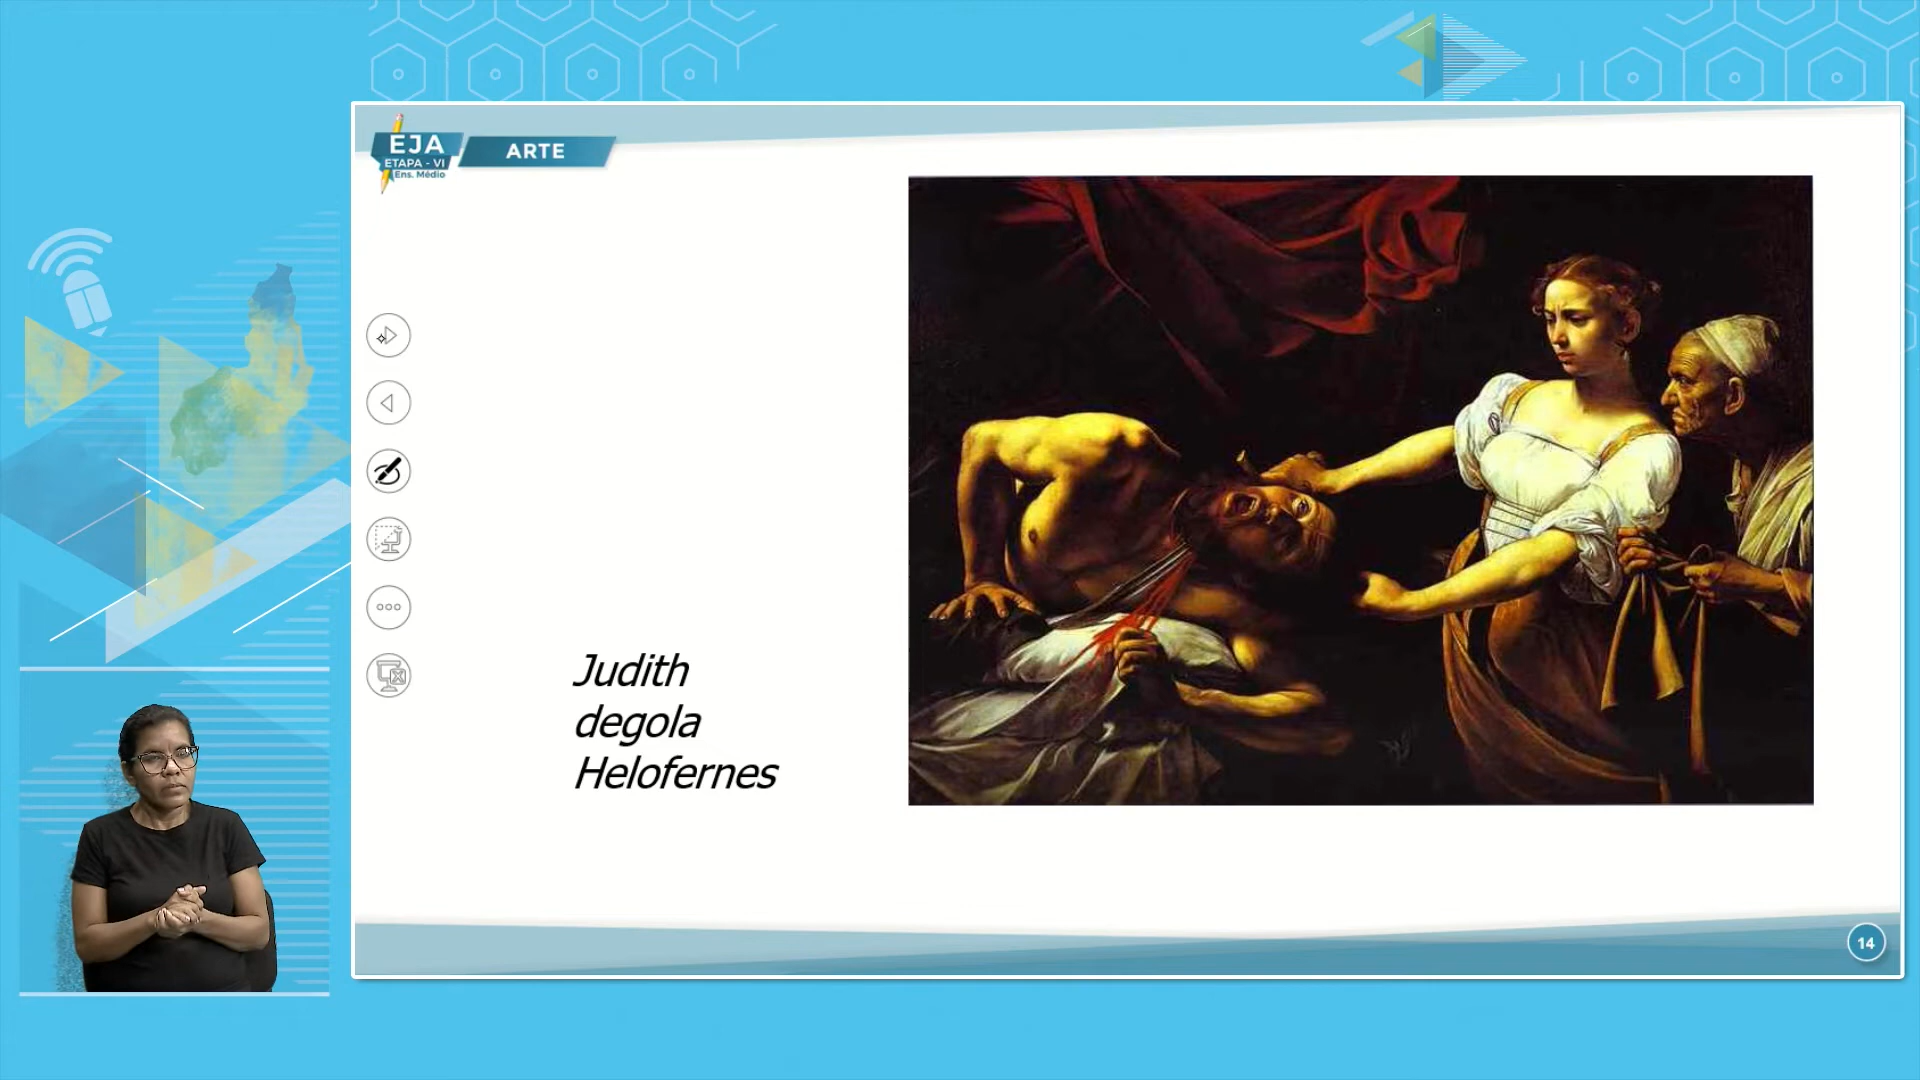 EJA
ETAPA - VI
Ens. Médio
ARTE
Judith
degola
Helofernes
14